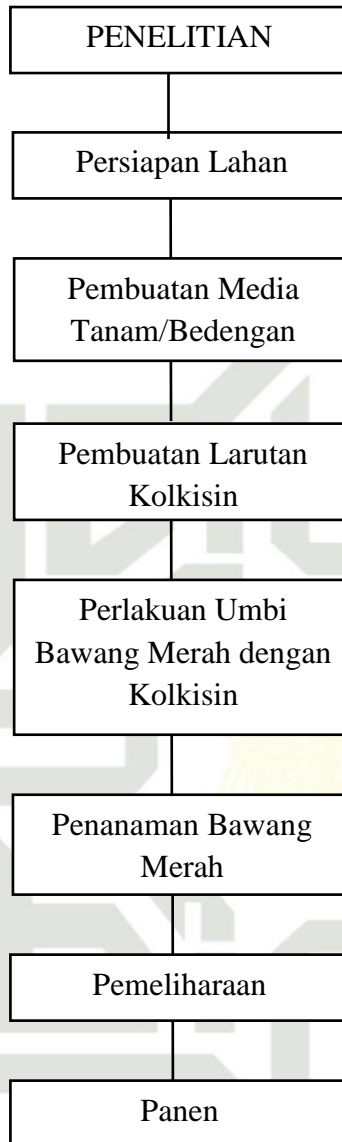 PENELITIAN
Persiapan Lahan
Pembuatan Media
Tanam/Bedengan
Pembuatan Larutan
Kolkisin
Perlakuan Umbi
Bawang Merah dengan
Kolkisin
Penanaman Bawang
Merah
Pemeliharaan
Panen